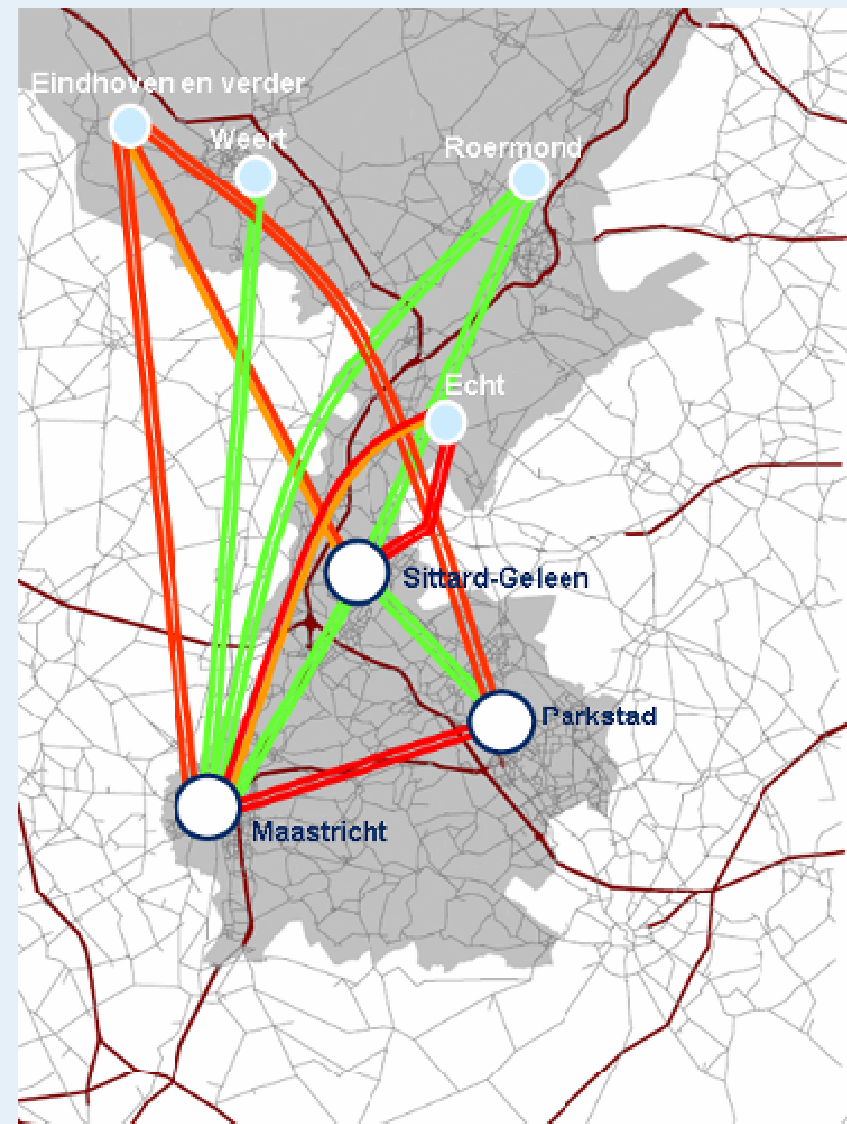 Eindhoven en verder
Weert
Roermond
Echt
Sittard-Geleen
Parkstad
Maastricht